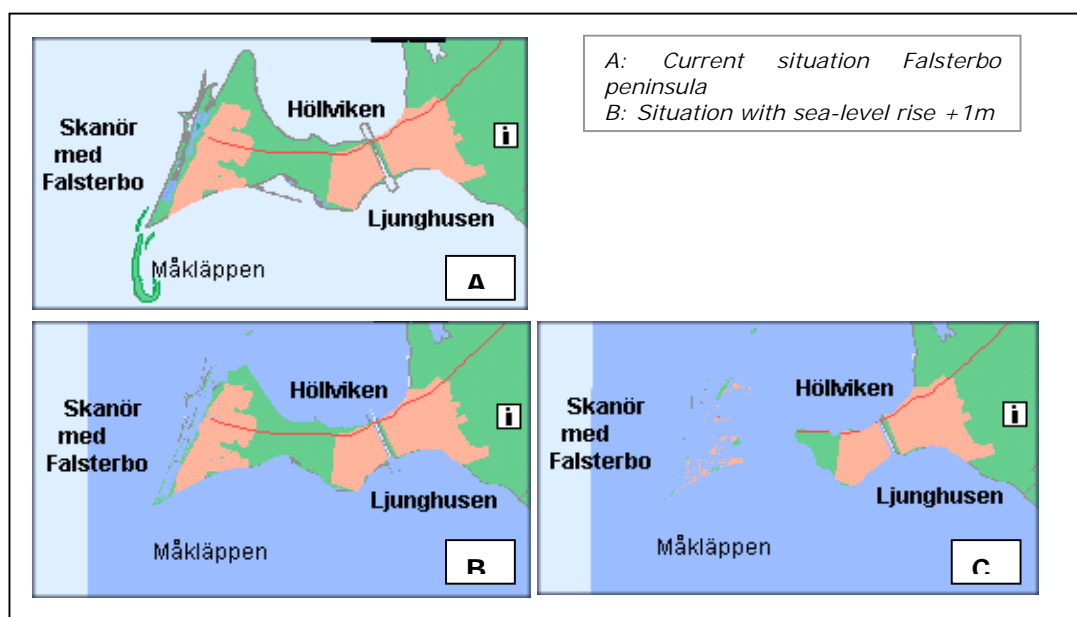 A: Current situation Falsterbo
peninsula
B: Situation with sea-level rise +1m
Höllviken
Skanör
med
Falsterbo
i
Ljunghusen
Måkläppen
A
Höllviken
Skanör
med
Falsterbo
i
Ljunghusen
Måkläppen
B
Höllviken
Skanör
med
Falsterbo
i
Ljunghusen
Måkläppen
C